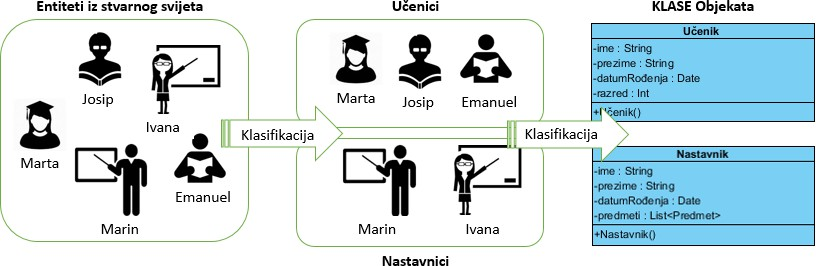 Entiteti iz stvarnog svijeta
Josip
Ivana
Marta
Emanuel
Marin
Klasifikacija
Učenici
Marta
Josip
Emanuel
Marin
Ivana
Nastavnici
Klasifikacija
KLASE Objekata
Učenik
-ime : String
-prezime : String
-datumRođenja : Date
-razred : Int
+Učenik()
Nastavnik
-ime : String
-prezime : String
-datumRođenja : Date
-predmeti : List<Predmet>
+Nastavnik()